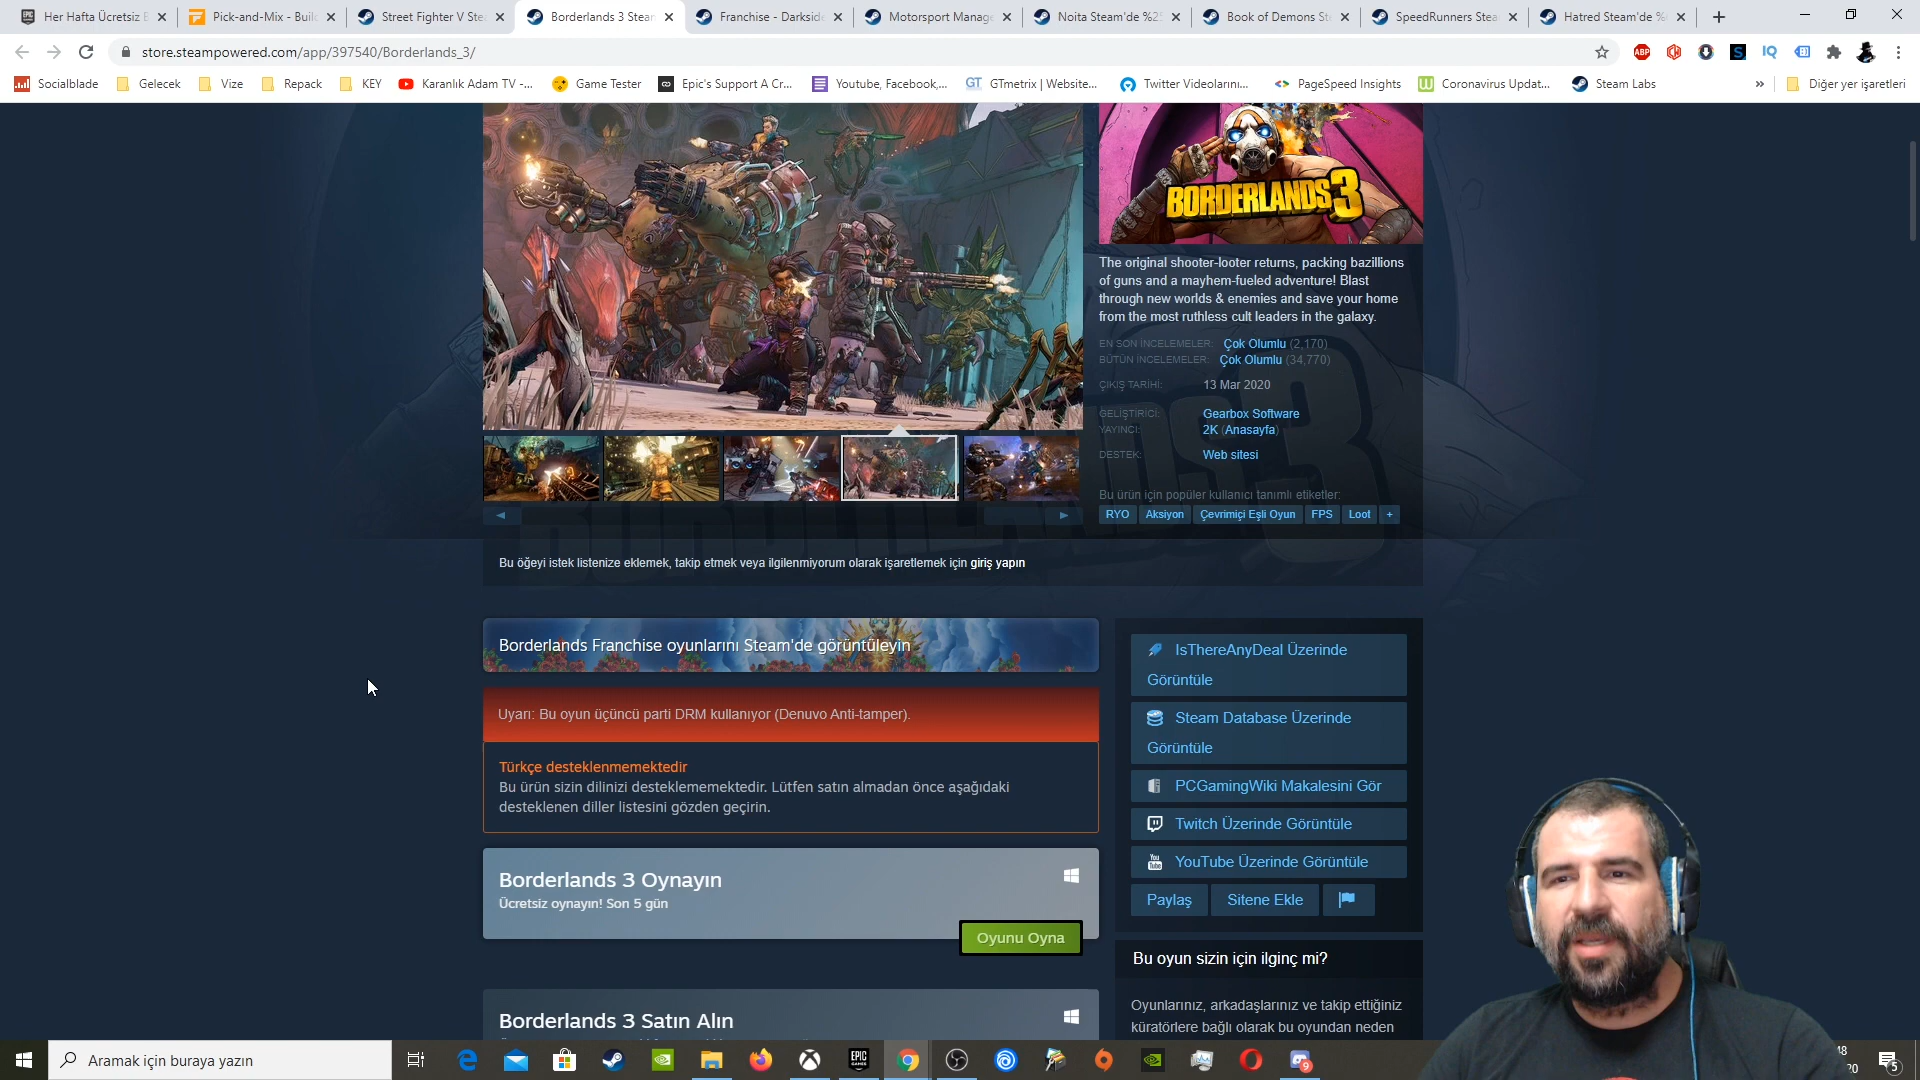 Her Hafta Ücretsiz
Pick-and-Mix - Buil
Street Fighter V Ste
Borderlands 3 Stea
Franchise - Darkside
Motorsport Manage
Noita Steam'de %2
Book of Demons St
SpeedRunners Stea
Hatred Steam'de %
store.steampowered.com/app/397540/Borderlands_3/
Socialblade
Gelecek
Vize
Repack
KEY
Karanlık Adam TV -...
Game Tester
Epic's Support A Cr...
Youtube, Facebook,...
GTmetrix | Website...
Twitter Videolarını...
PageSpeed Insights
Coronavirus Updat...
Steam Labs
»
Diğer yer işaretleri
BORDERLANDS 3
The original shooter-looter returns, packing bazillions
of guns and a mayhem-fueled adventure! Blast
through new worlds & enemies and save your home
from the most ruthless cult leaders in the galaxy.
EN SON İNCELEMELER: Çok Olumlu (2,170)
BÜTÜN İNCELEMELER: Çok Olumlu (34,770)
ÇIKIŞ TARİHİ: 13 Mar 2020
GELİŞTİRİCİ: Gearbox Software
YAYINCI: 2K (Anasayfa)
DESTEK: Web sitesi
Bu ürün için popüler kullanıcı tanımlı etiketler:
RYO Aksiyon Çevrimiçi Eşli Oyun FPS Loot +
Bu öğeyi istek listenize eklemek, takip etmek veya ilgilenmiyorum olarak işaretlemek için giriş yapın
Borderlands Franchise oyunlarını Steam'de görüntüleyin
Uyarı: Bu oyun üçüncü parti DRM kullanıyor (Denuvo Anti-tamper).
Türkçe desteklenmemektedir
Bu ürün sizin dilinizi desteklememektedir. Lütfen satın almadan önce aşağıdaki
desteklenen diller listesini gözden geçirin.
Borderlands 3 Oynayın
Ücretsiz oynayın! Son 5 gün
Oyunu Oyna
Borderlands 3 Satın Alın
IsThereAnyDeal Üzerinde
Görüntüle
Steam Database Üzerinde
Görüntüle
PCGamingWiki Makalesini Gör
Twitch Üzerinde Görüntüle
YouTube Üzerinde Görüntüle
Paylaş
Sitene Ekle
Bu oyun sizin için ilginç mi?
Oyunlarınız, arkadaşlarınız ve takip ettiğiniz
küratörlere bağlı olarak bu oyundan neden
Aramak için buraya yazın